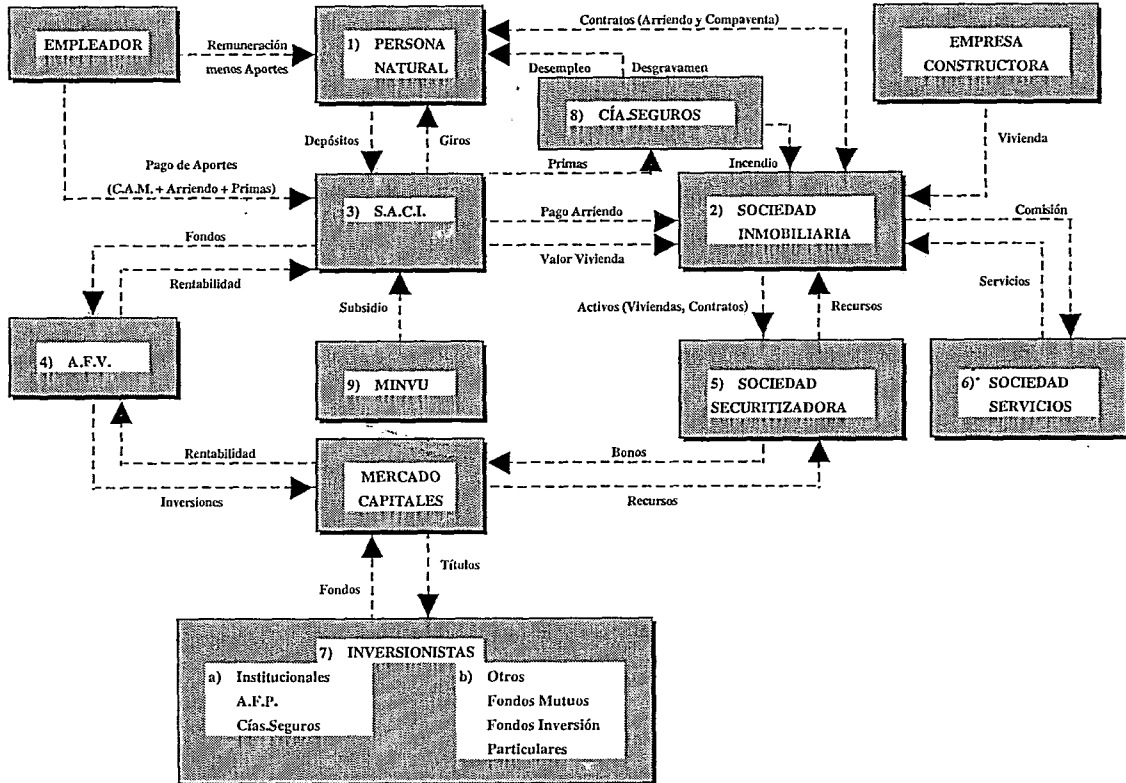 Contratos (Arriendo y Compaventa)
EMPLEADOR
Remuneración
menos Aportes
1) PERSONA
NATURAL
EMPRESA
CONSTRUCTORA
Desempleo
Desgravamen
8) CÍA.SEGUROS
Vivienda
Depósitos
Giros
Primas
Incendio
Pago de Aportes
(C.A.M. + Arriendo + Primas)
3) S.A.C.I.
Pago Arriendo
2) SOCIEDAD
INMOBILIARIA
Comisión
Fondos
Valor Vivienda
Rentabilidad
Servicios
Subsidio
Activos (Viviendas, Contratos)
Recursos
4) A.F.V.
9) MINVU
5) SOCIEDAD
SECURITIZADORA
6) SOCIEDAD
SERVICIOS
Rentabilidad
Bonos
MERCADO
CAPITALES
Inversiones
Recursos
Títulos
Fondos
7) INVERSIONISTAS
a) Institucionales
A.F.P.
Cías.Seguros
b) Otros
Fondos Mutuos
Fondos Inversión
Particulares